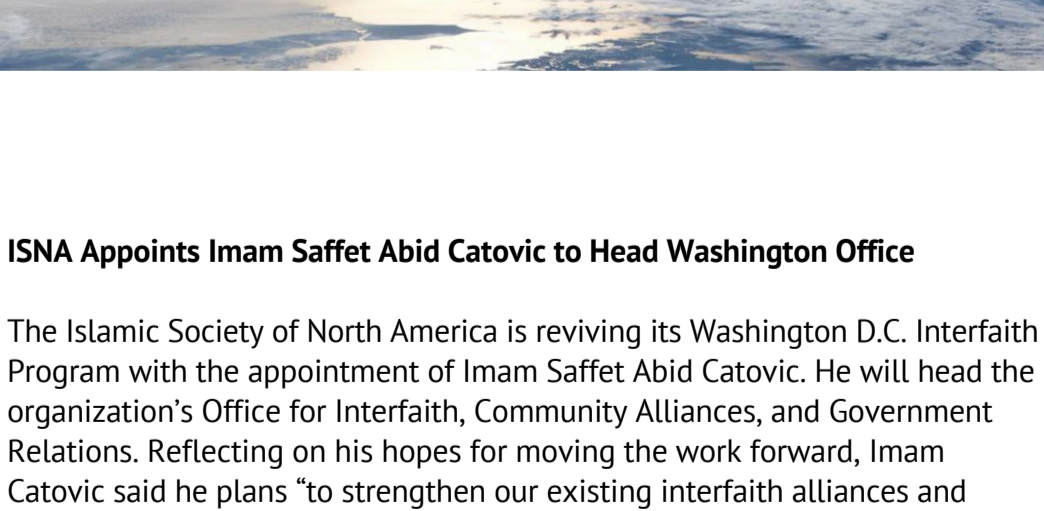 ISNA Appoints Imam Saffet Abid Catovic to Head Washington Office
The Islamic Society of North America is reviving its Washington D.C. Interfaith
Program with the appointment of Imam Saffet Abid Catovic. He will head the
organization’s Office for Interfaith, Community Alliances, and Government
Relations. Reflecting on his hopes for moving the work forward, Imam
Catovic said he plans “to strengthen our existing interfaith alliances and